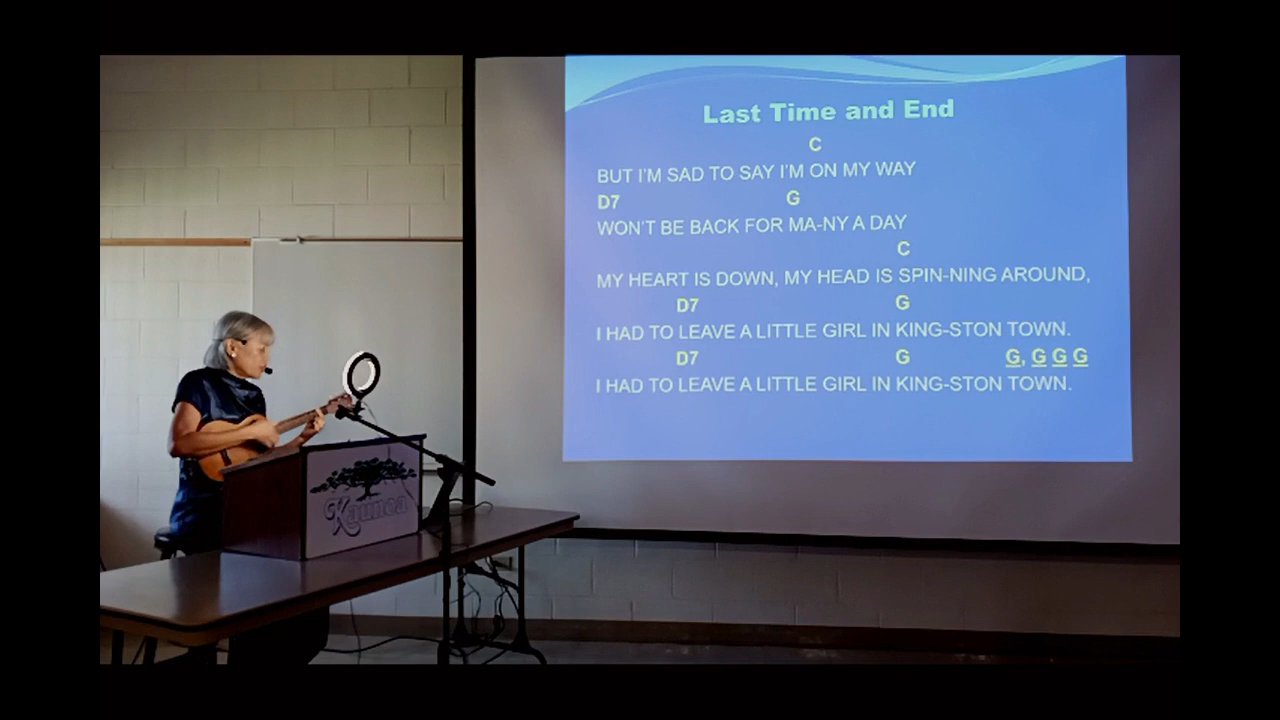 Last Time and End
C
BUT I'M SAD TO SAY I'M ON MY WAY
D7 G
WON'T BE BACK FOR MA-NY A DAY
C
MY HEART IS DOWN, MY HEAD IS SPIN-NING AROUND,
D7 G
I HAD TO LEAVE A LITTLE GIRL IN KING-STON TOWN.
D7 G G, G G G
I HAD TO LEAVE A LITTLE GIRL IN KING-STON TOWN.
Kaunoa